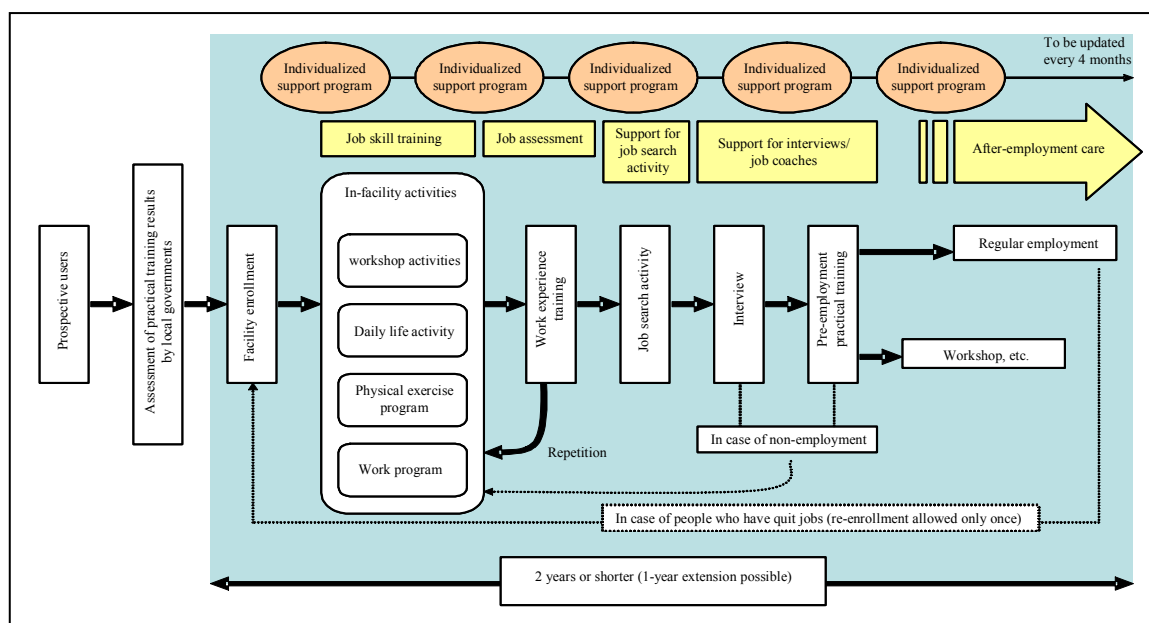 To be updated
every 4 months
Individualized
support program
Individualized
support program
Individualized
support program
Individualized
support program
Individualized
support program
Job skill training
Job assessment
Support for
job search
activity
Support for interviews/
job coaches
After-employment care
Prospective users
Assessment of practical training results
by local governments
Facility enrollment
In-facility activities
workshop activities
Daily life activity
Physical exercise
program
Work program
Work experience
training
Repetition
Job search activity
Interview
Pre-employment
practical training
Regular employment
Workshop, etc.
In case of non-employment
In case of people who have quit jobs (re-enrollment allowed only once)
2 years or shorter (1-year extension possible)